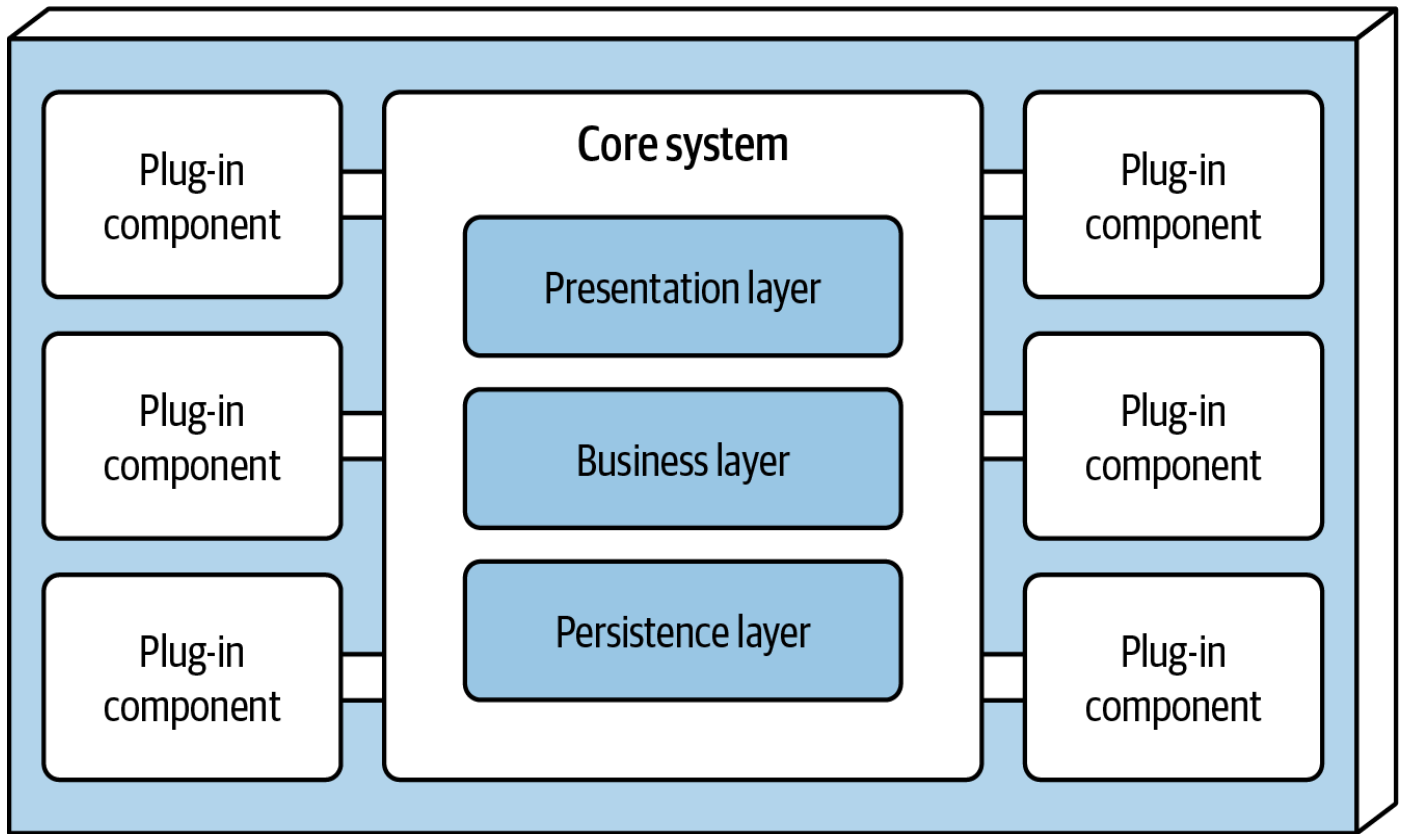 Plug-in
component
Plug-in
component
Plug-in
component
Core system
Presentation layer
Business layer
Persistence layer
Plug-in
component
Plug-in
component
Plug-in
component